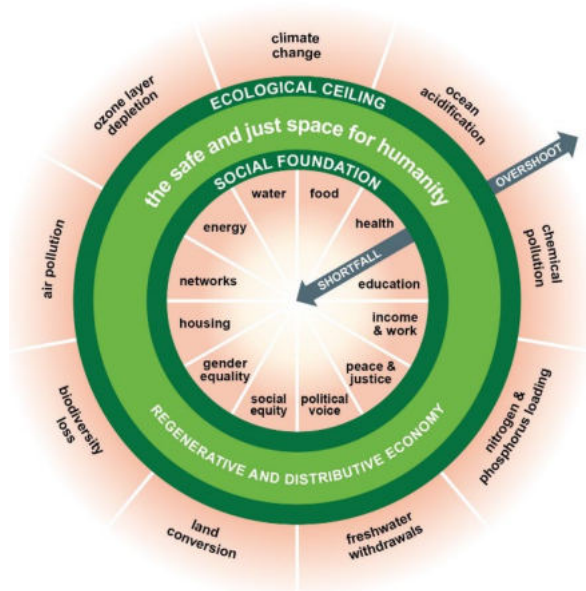 climate
change
ozone layer
depletion
ocean
acidification
ECOLOGICAL CEILING
the safe and just space for humanity
OVERSHOOT
SOCIAL FOUNDATION
water
food
energy
health
SHORTFALL
air pollution
chemical
pollution
networks
education
housing
income
& work
gender
equality
peace &
justice
social
equity
political
voice
REGENERATIVE AND DISTRIBUTIVE ECONOMY
biodiversity
loss
nitrogen &
phosphorus loading
land
conversion
freshwater
withdrawals